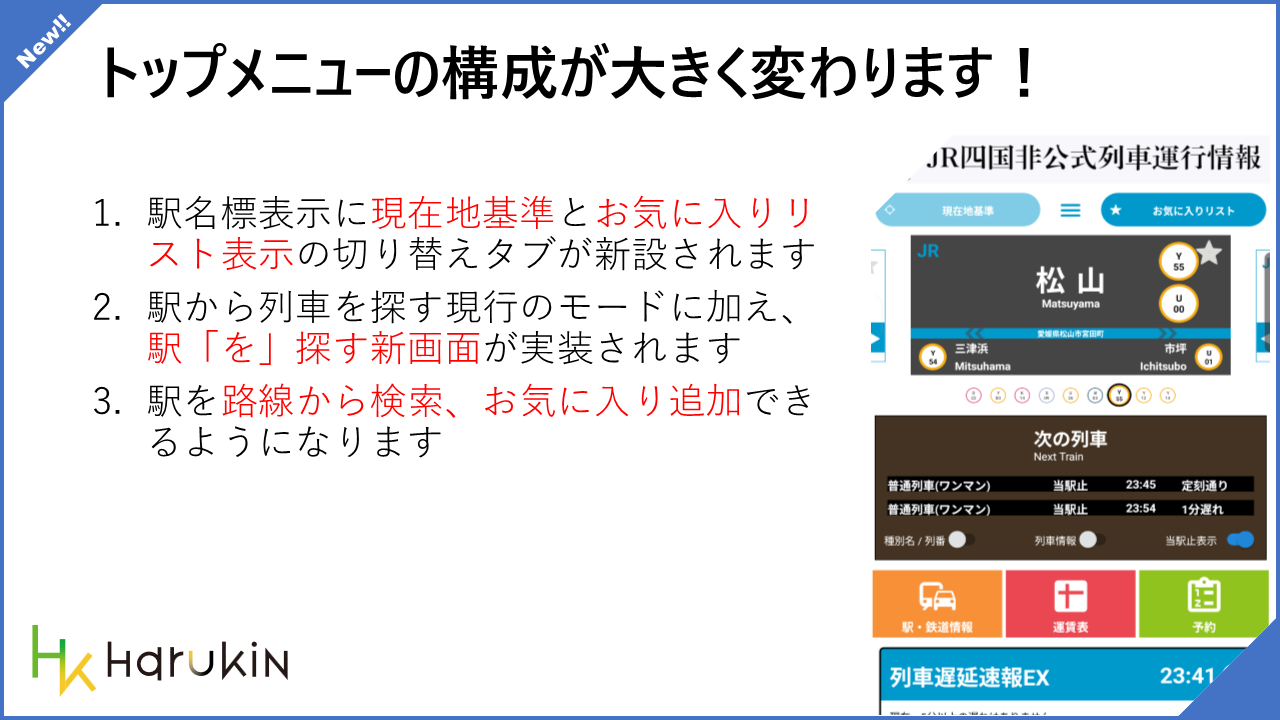 New!!
トップメニューの構成が大きく変わります！
1. 駅名標表示に現在地基準とお気に入りリ
スト表示の切り替えタブが新設されます
2. 駅から列車を探す現行のモードに加え、
駅「を」探す新画面が実装されます
3. 駅を路線から検索、お気に入り追加でき
るようになります
JR四国非公式列車運行情報
現在地基準
お気に入りリスト
JR
松山
Matsuyama
Y
55
U
00
愛媛県松山市宮田町
Y
54
三津浜
Mitsuhama
市坪
Ichitsubo
U
01
Y
55
次の列車
Next Train
普通列車(ワンマン) 当駅止 23:45 定刻通り
普通列車(ワンマン) 当駅止 23:54 1分遅れ
種別名 / 列番 列車情報 当駅止表示
駅・鉄道情報
運賃表
予約
列車遅延速報EX 23:41
HK Harukin